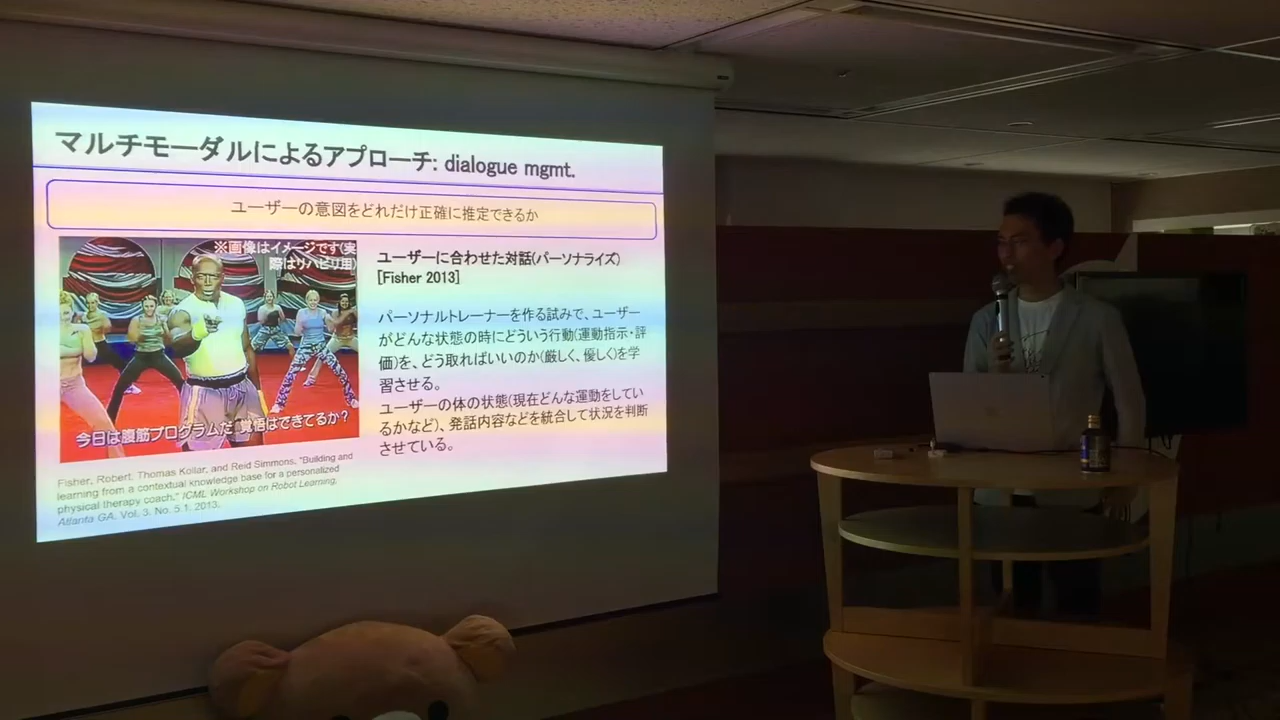 マルチモーダルによるアプローチ: dialogue mgmt.
ユーザーの意図をどれだけ正確に推定できるか
※画像はイメージです(実
際はリハビリ用)
今日は腹筋プログラムだ 覚悟はできてるか?
Fisher, Robert, Thomas Kollar, and Reid Simmons. "Building and
learning from a contextual knowledge base for a personalized
physical therapy coach." ICML Workshop on Robot Learning,
Atlanta GA. Vol. 3. No. 5.1. 2013.
ユーザーに合わせた対話(パーソナライズ)
[Fisher 2013]
パーソナルトレーナーを作る試みで、ユーザー
がどんな状態の時にどういう行動(運動指示・評
価)を、どう取ればいいのか(厳しく、優しく)を学
習させる。
ユーザーの体の状態(現在どんな運動をしてい
るかなど)、発話内容などを統合して状況を判断
させている。